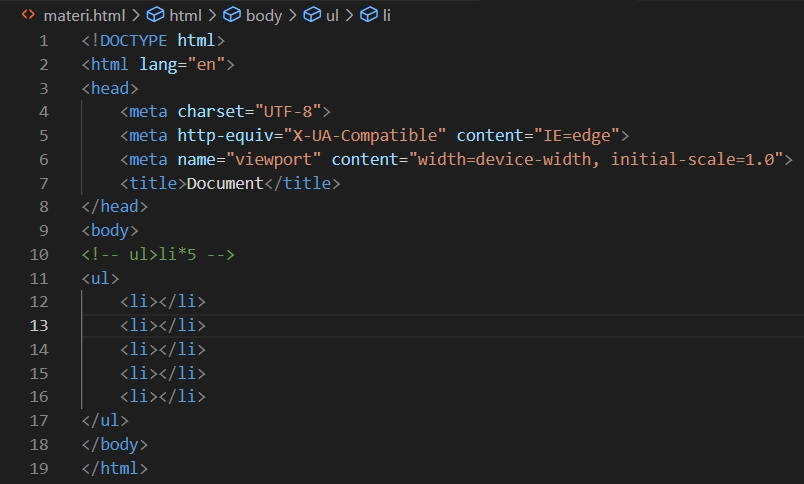 <> materi.html > html > body > ul > li
1 <!DOCTYPE html>
2 <html lang="en">
3 <head>
4     <meta charset="UTF-8">
5     <meta http-equiv="X-UA-Compatible" content="IE=edge">
6     <meta name="viewport" content="width=device-width, initial-scale=1.0">
7     <title>Document</title>
8 </head>
9 <body>
10 <!-- ul>li*5 -->
11 <ul>
12     <li></li>
13     <li></li>
14     <li></li>
15     <li></li>
16     <li></li>
17 </ul>
18 </body>
19 </html>